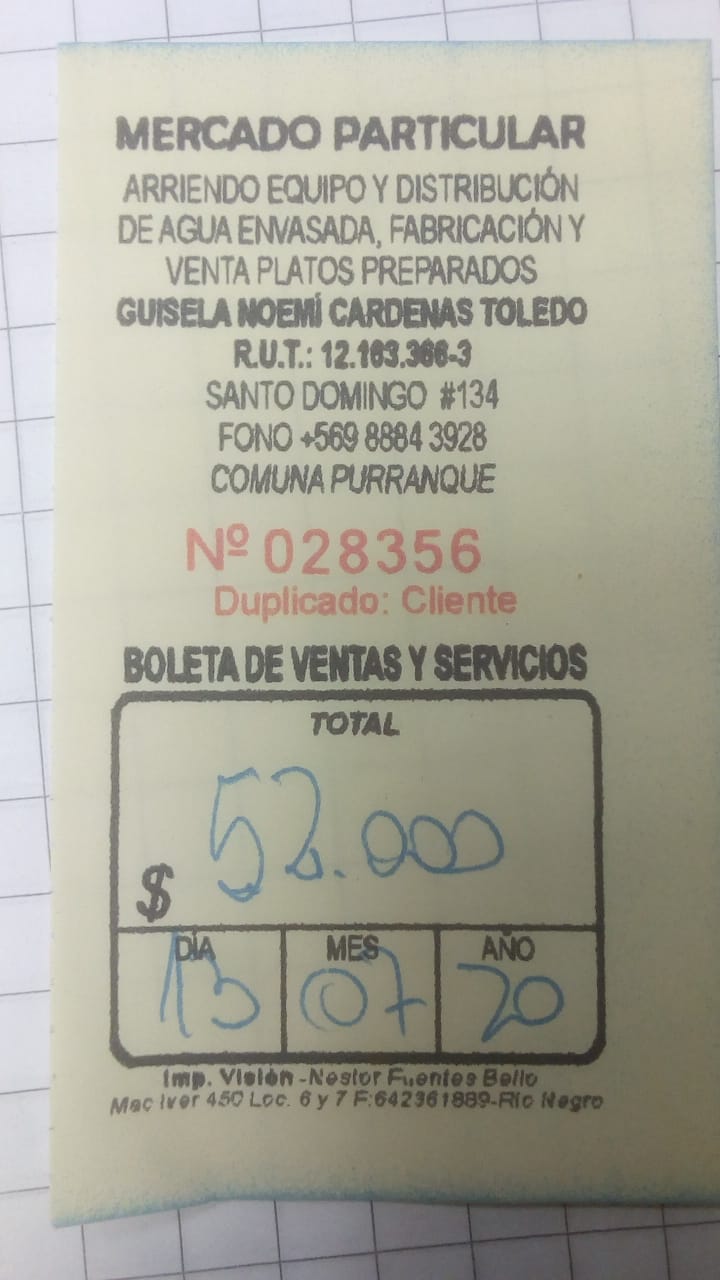 MERCADO PARTICULAR
ARRIENDO EQUIPO Y DISTRIBUCIÓN
DE AGUA ENVASADA, FABRICACIÓN Y
VENTA PLATOS PREPARADOS
GUISELA NOEMÍ CARDENAS TOLEDO
R.U.T.: 12.163.366-3
SANTO DOMINGO #134
FONO +569 8884 3928
COMUNA PURRANQUE
Nº 028356
Duplicado: Cliente
BOLETA DE VENTAS Y SERVICIOS
TOTAL
$ 52.000
DÍA MES AÑO
13 07 20
Imp. Visión - Nestor Fuentes Bello
Mac Iver 450 Loc. 6 y 7 F:642361889-Río Negro